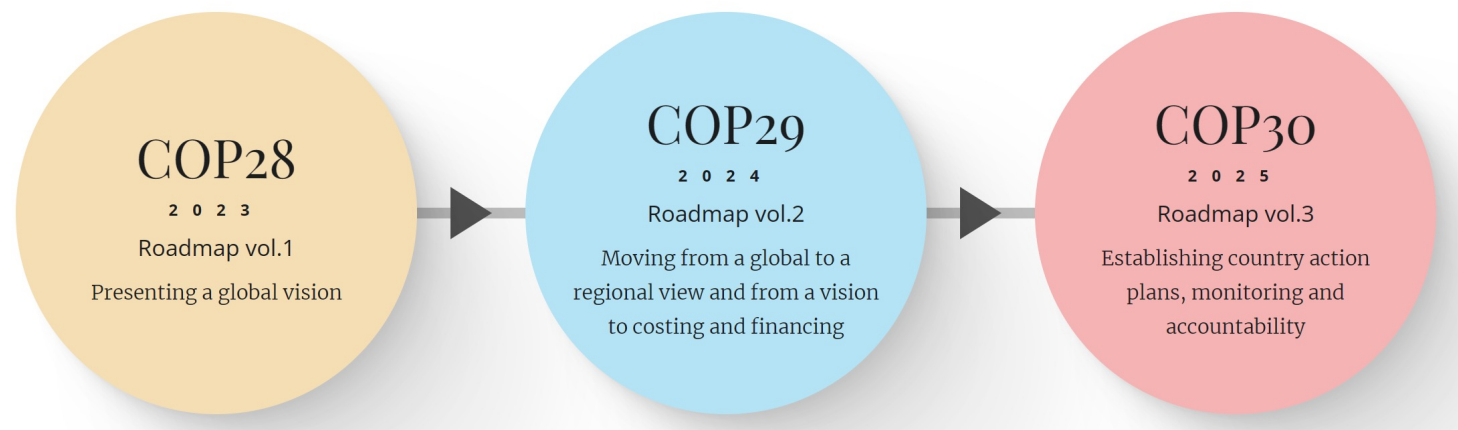 COP28
2023
Roadmap vol.1
Presenting a global vision
COP29
2024
Roadmap vol.2
Moving from a global to a
regional view and from a vision
to costing and financing
COP30
2025
Roadmap vol.3
Establishing country action
plans, monitoring and
accountability